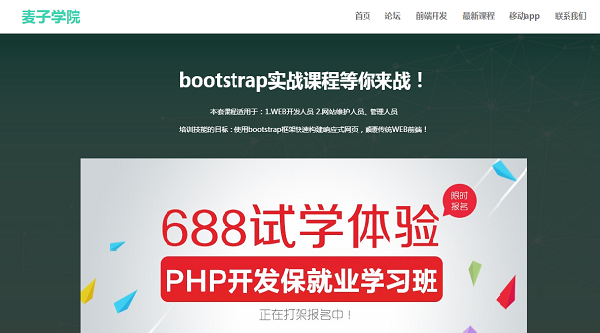 麦子学院 首页 论坛 前端开发 最新课程 移动app 联系我们
bootstrap实战课程等你来战！
本套课程适用于：1.WEB开发人员 2.网站维护人员、管理人员
培训技能的目标：使用bootstrap框架快速构建响应式网页，颠覆传统WEB前端！
限时
报名
688试学体验
PHP开发保就业学习班
正在打架报名中！